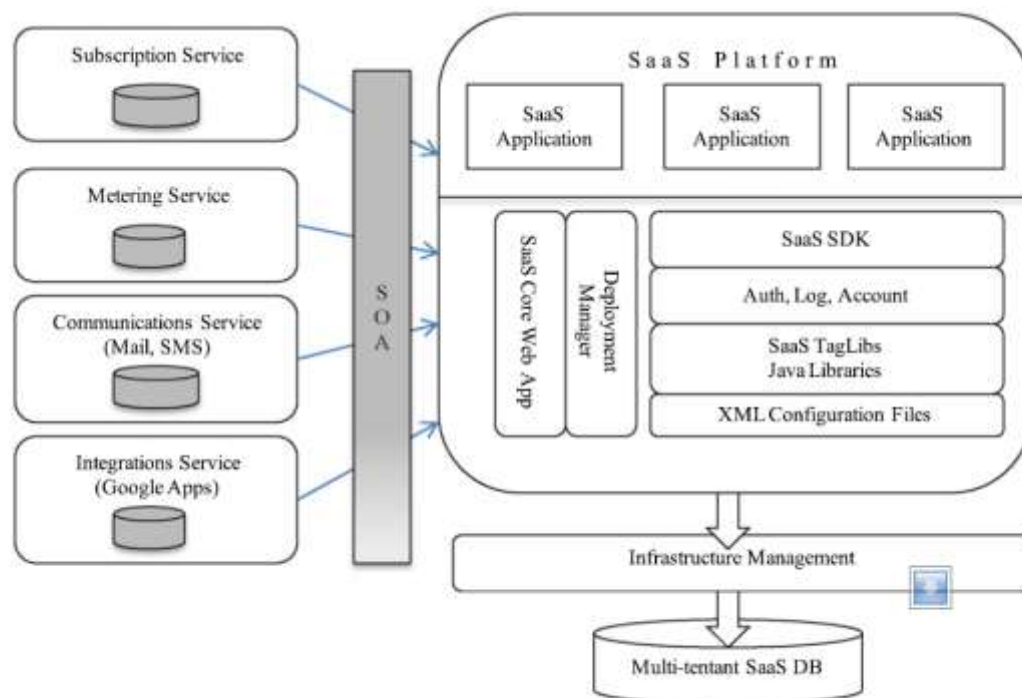 Subscription Service
Metering Service
Communications Service
(Mail, SMS)
Integrations Service
(Google Apps)
SOA
SaaS Platform
SaaS
Application
SaaS
Application
SaaS
Application
SaaS Core Web App
Deployment
Manager
SaaS SDK
Auth, Log, Account
SaaS TagLibs
Java Libraries
XML Configuration Files
Infrastructure Management
Multi-tentant SaaS DB